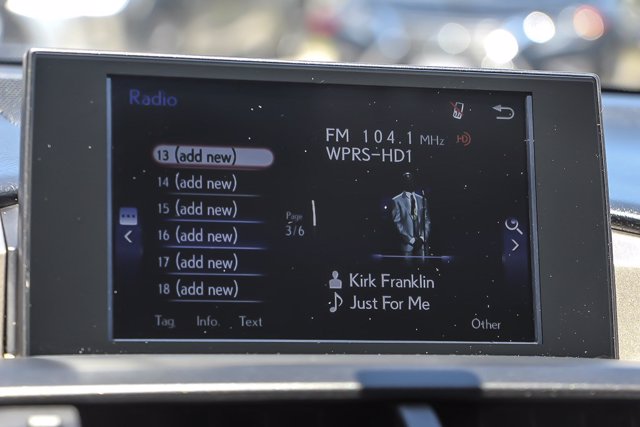 Radio
FM 104.1 MHz HD
WPRS-HD1
13 (add new)
14 (add new)
15 (add new)
16 (add new)
17 (add new)
18 (add new)
Page
3/6
Kirk Franklin
Just For Me
Tag Info. Text
Other